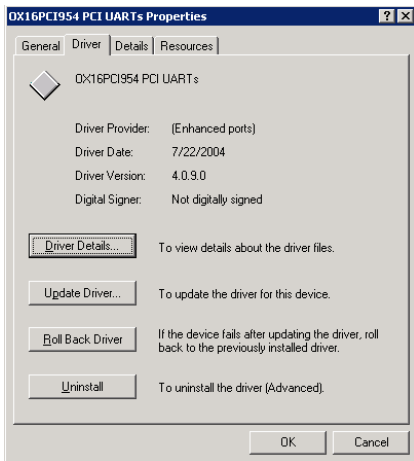 OX16PCI954 PCI UARTs Properties
General Driver Details Resources
OX16PCI954 PCI UARTs
Driver Provider: (Enhanced ports)
Driver Date: 7/22/2004
Driver Version: 4.0.9.0
Digital Signer: Not digitally signed
Driver Details... To view details about the driver files.
Update Driver... To update the driver for this device.
Roll Back Driver If the device fails after updating the driver, roll
back to the previously installed driver.
Uninstall To uninstall the driver (Advanced).
OK Cancel